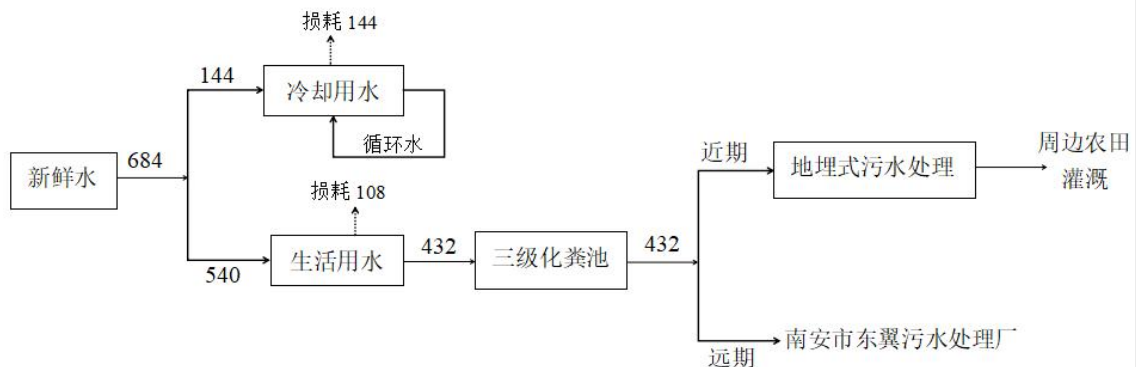 损耗 144
144
冷却用水
循环水
新鲜水
684
损耗 108
540
生活用水
432
三级化粪池
432
近期
地埋式污水处理
周边农田
灌溉
远期
南安市东翼污水处理厂